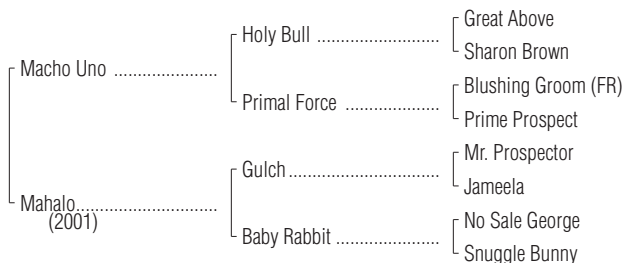 Great Above
Holy Bull ..........................
Sharon Brown
Macho Uno ......................
Blushing Groom (FR)
Primal Force ....................
Prime Prospect
Mr. Prospector
Gulch................................
Jameela
Mahalo..............................
(2001)
No Sale George
Baby Rabbit ......................
Snuggle Bunny